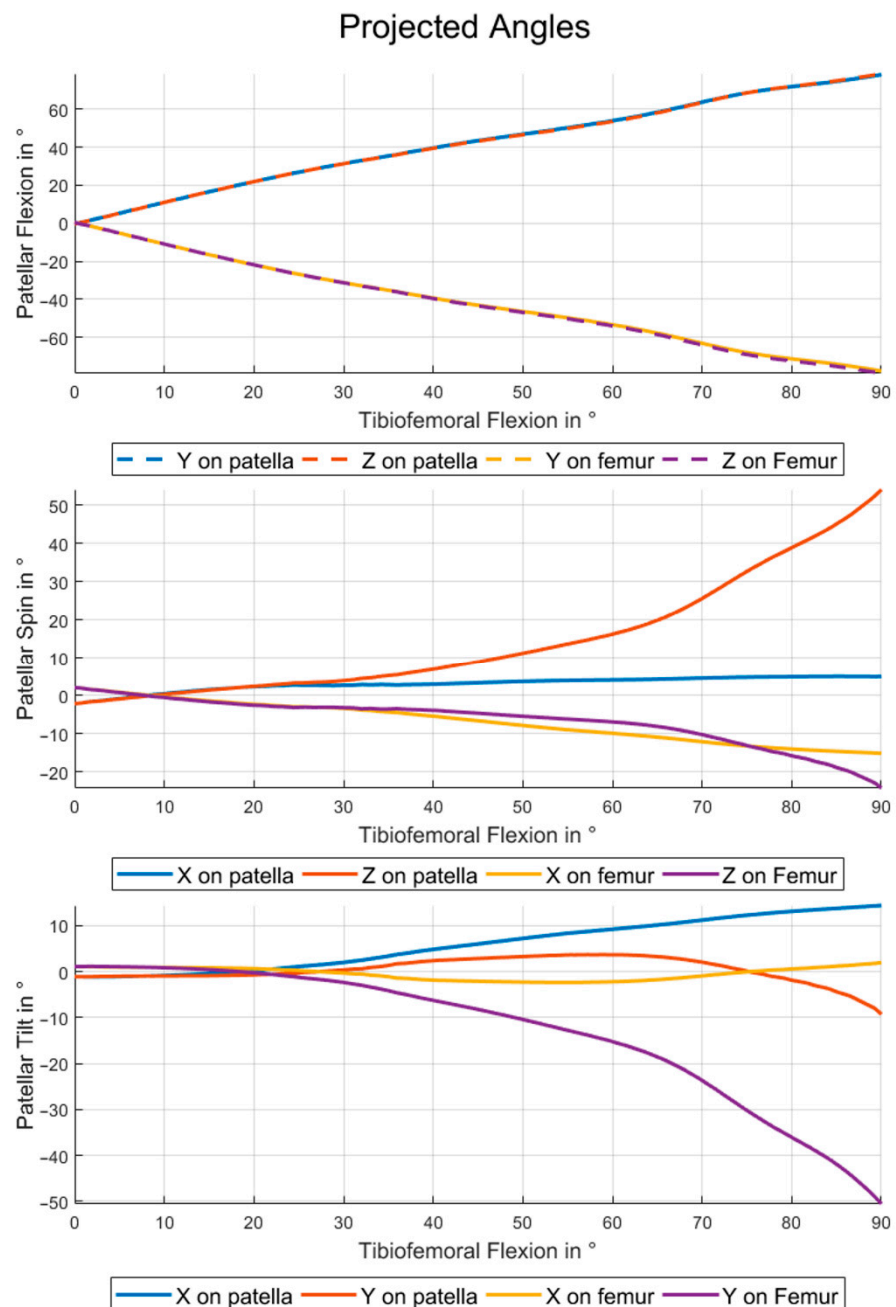 Projected Angles
Patellar Flexion in °
60
40
20
0
−20
−40
−60
0 10 20 30 40 50 60 70 80 90
Tibiofemoral Flexion in °
Y on patella Z on patella Y on femur Z on Femur
Patellar Spin in °
50
40
30
20
10
0
−10
−20
0 10 20 30 40 50 60 70 80 90
Tibiofemoral Flexion in °
X on patella Z on patella X on femur Z on Femur
Patellar Tilt in °
10
0
−10
−20
−30
−40
−50
0 10 20 30 40 50 60 70 80 90
Tibiofemoral Flexion in °
X on patella Y on patella X on femur Y on Femur